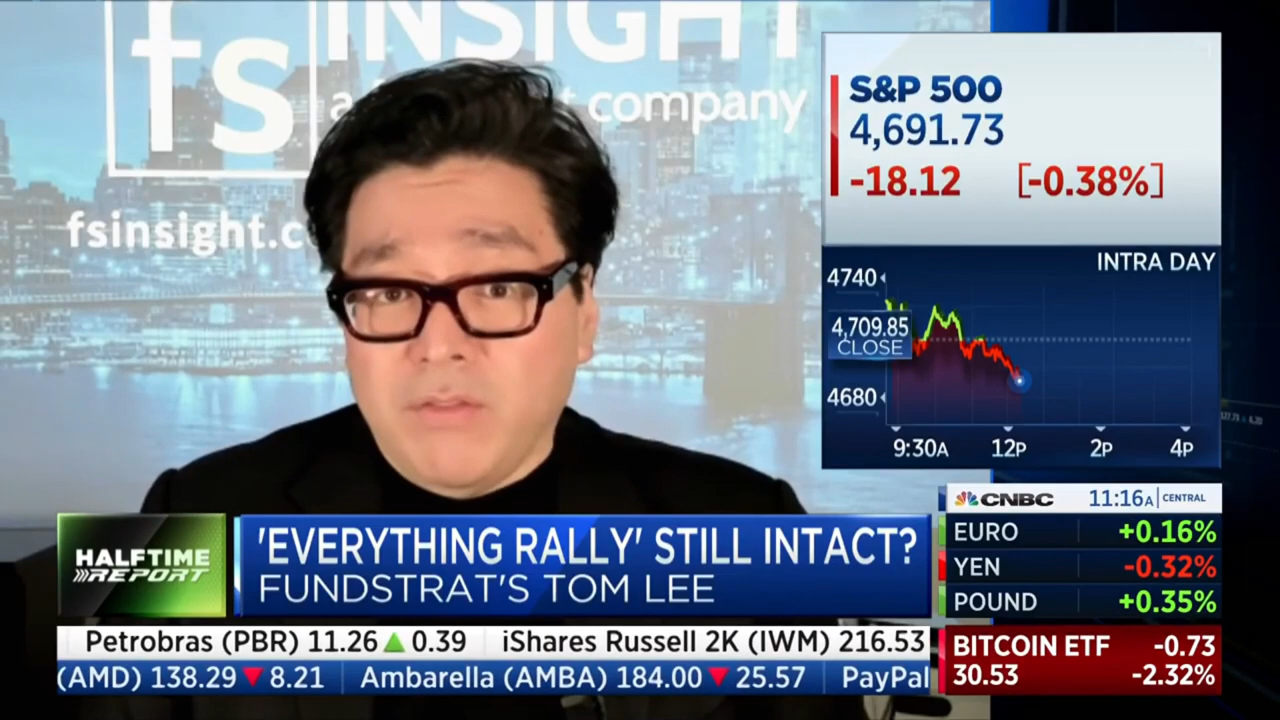 fs INSIGHT
company
fsinsight.c
S&P 500
4,691.73
-18.12 [-0.38%]
INTRA DAY
4740
4,709.85
CLOSE
4680
9:30A 12P 2P 4P
CNBC 11:16A CENTRAL
EURO +0.16%
YEN -0.32%
POUND +0.35%
BITCOIN ETF -0.73
30.53 -2.32%
HALFTIME
REPORT
'EVERYTHING RALLY' STILL INTACT?
FUNDSTRAT'S TOM LEE
Petrobras (PBR) 11.26 ▲ 0.39 iShares Russell 2K (IWM) 216.53
(AMD) 138.29 ▼ 8.21 Ambarella (AMBA) 184.00 ▼ 25.57 PayPal